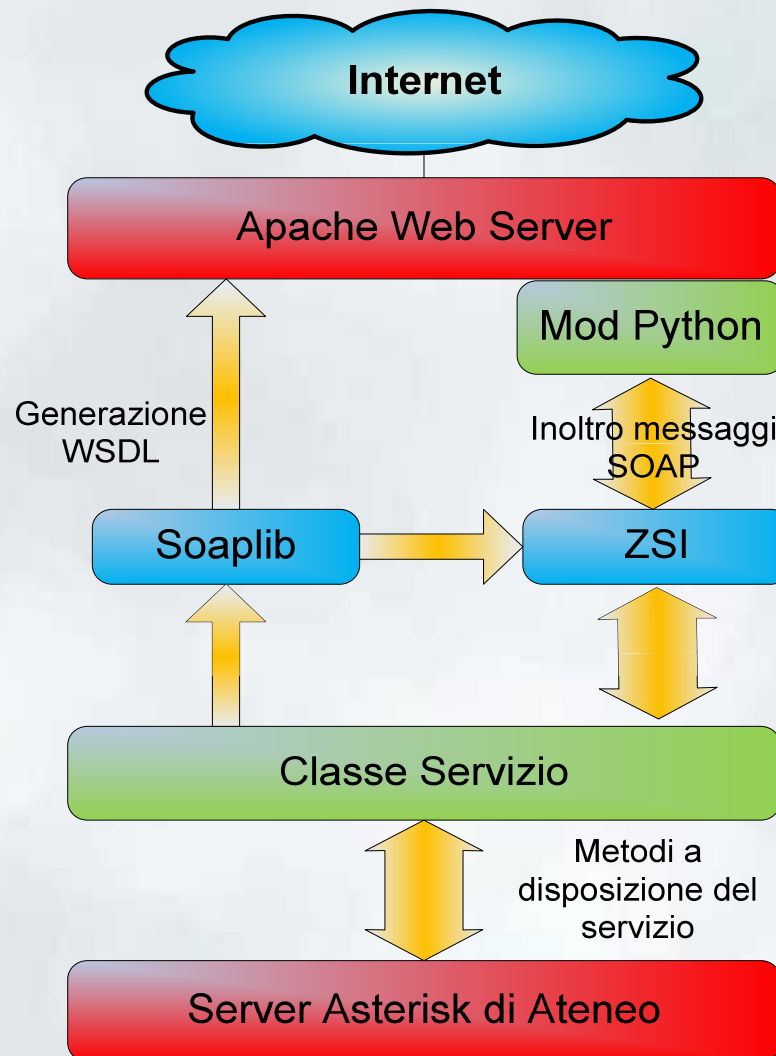 Internet
Apache Web Server
Mod Python
Generazione
WSDL
Inoltro messaggi
SOAP
Soaplib
ZSI
Classe Servizio
Metodi a
disposizione del
servizio
Server Asterisk di Ateneo